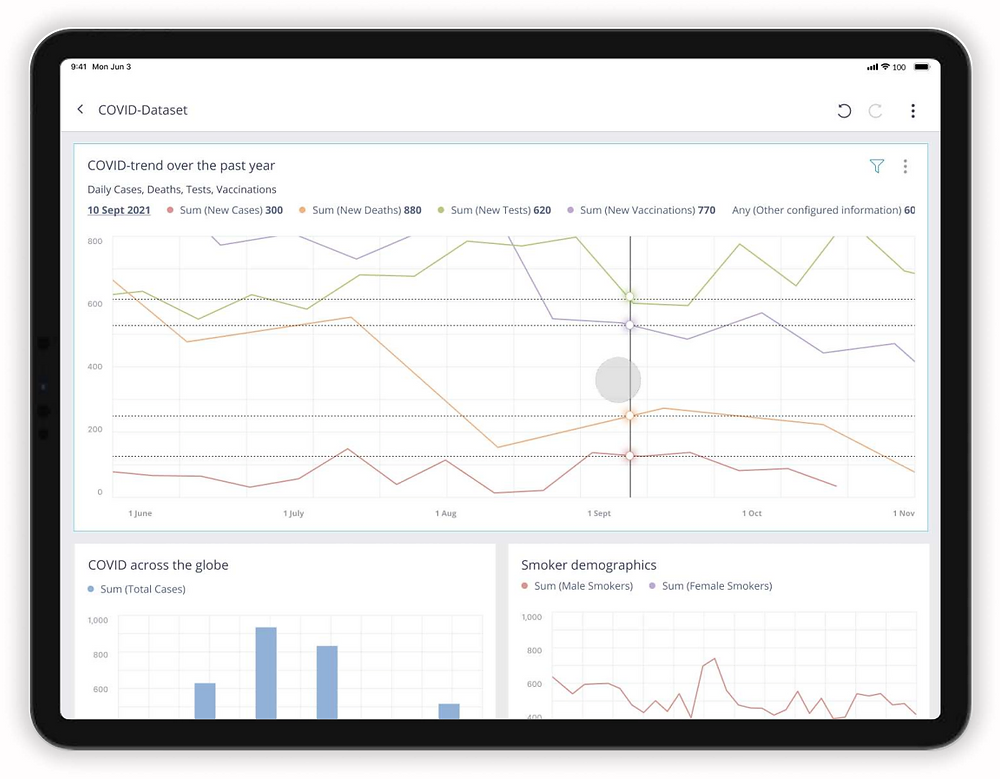 9:41 Mon Jun 3
100
COVID-Dataset
COVID-trend over the past year
Daily Cases, Deaths, Tests, Vaccinations
10 Sept 2021 Sum (New Cases) 300 Sum (New Deaths) 880 Sum (New Tests) 620 Sum (New Vaccinations) 770 Any (Other configured information) 60
800
600
400
200
0
1 June 1 July 1 Aug 1 Sept 1 Oct 1 Nov
COVID across the globe
Sum (Total Cases)
1,000
800
600
Smoker demographics
Sum (Male Smokers) Sum (Female Smokers)
1,000
800
600
400